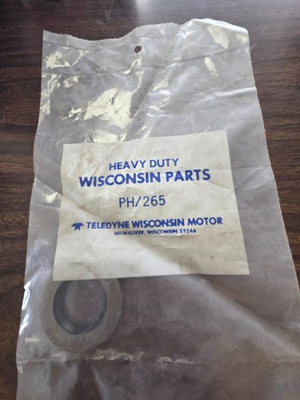 HEAVY DUTY
WISCONSIN PARTS
PH/265
TELEDYNE WISCONSIN MOTOR
MILWAUKEE, WISCONSIN 53246